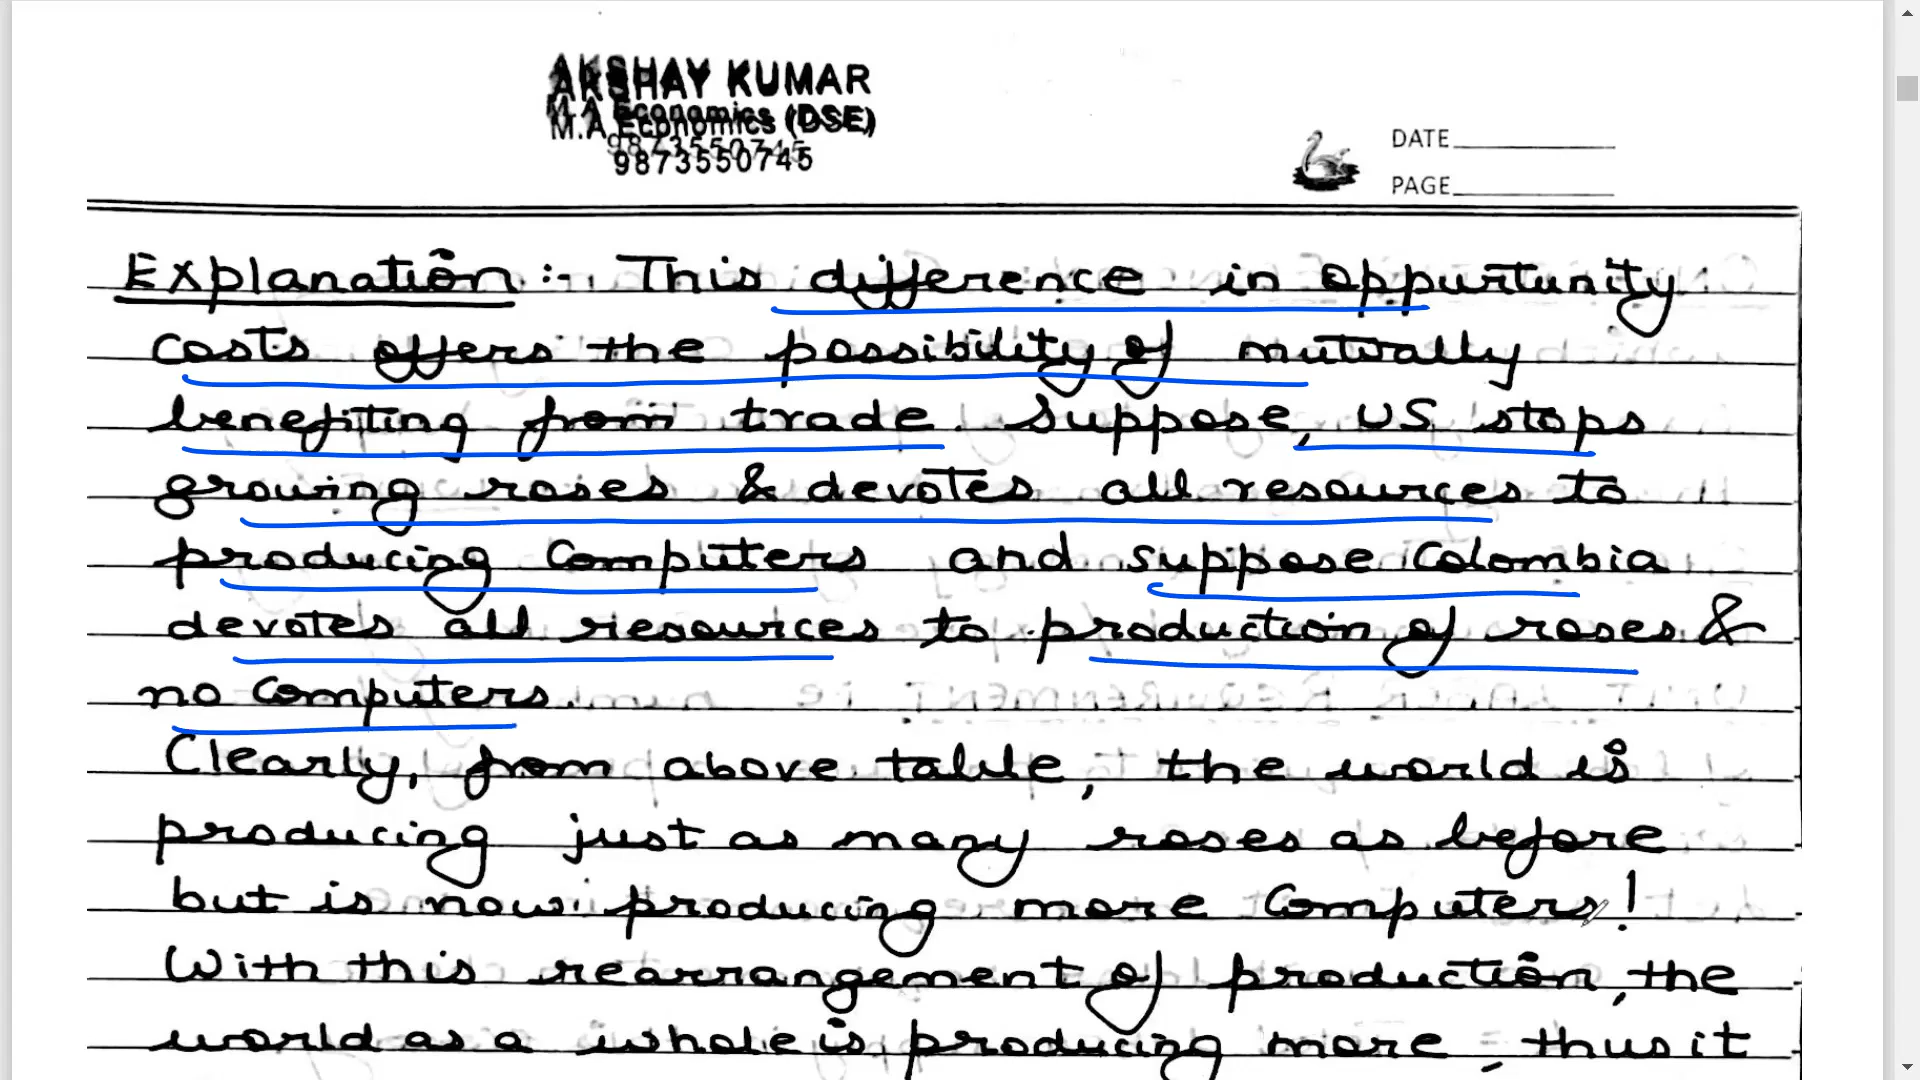 AKSHAY KUMAR
M.A Economics (DSE)
9873550745
DATE
PAGE
Explanation :- This difference in oppurtunity
costs offers the possibility of mutually
benefiting from trade. Suppose, US stops
growing roses & devotes all resources to
producing Computers and suppose Colombia
devotes all resources to production of roses &
no Computers.
Clearly, from above table, the world is
producing just as many roses as before
but is now producing more Computers!
With this rearrangement of production, the
world as a whole is producing more, thus it